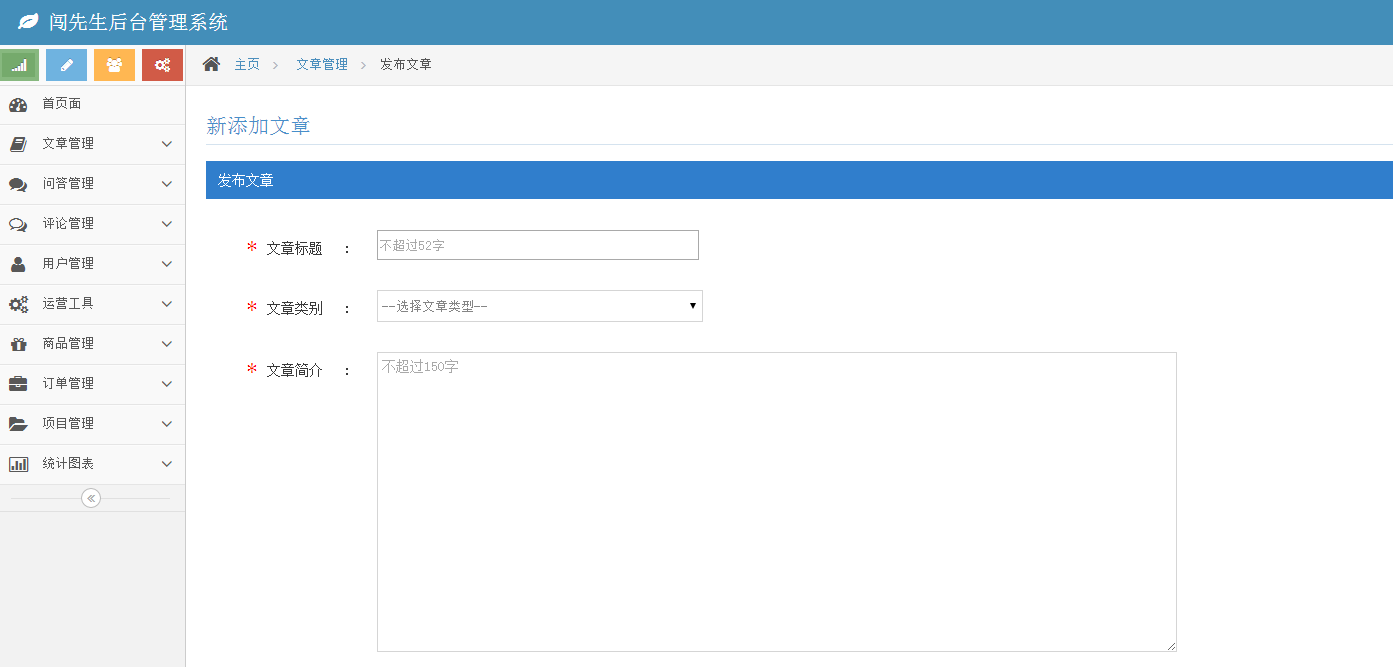 闯先生后台管理系统
主页 > 文章管理 > 发布文章
首页面
文章管理
问答管理
评论管理
用户管理
运营工具
商品管理
订单管理
项目管理
统计图表
新添加文章
发布文章
* 文章标题 :
不超过52字
* 文章类别 :
--选择文章类型--
* 文章简介 :
不超过150字